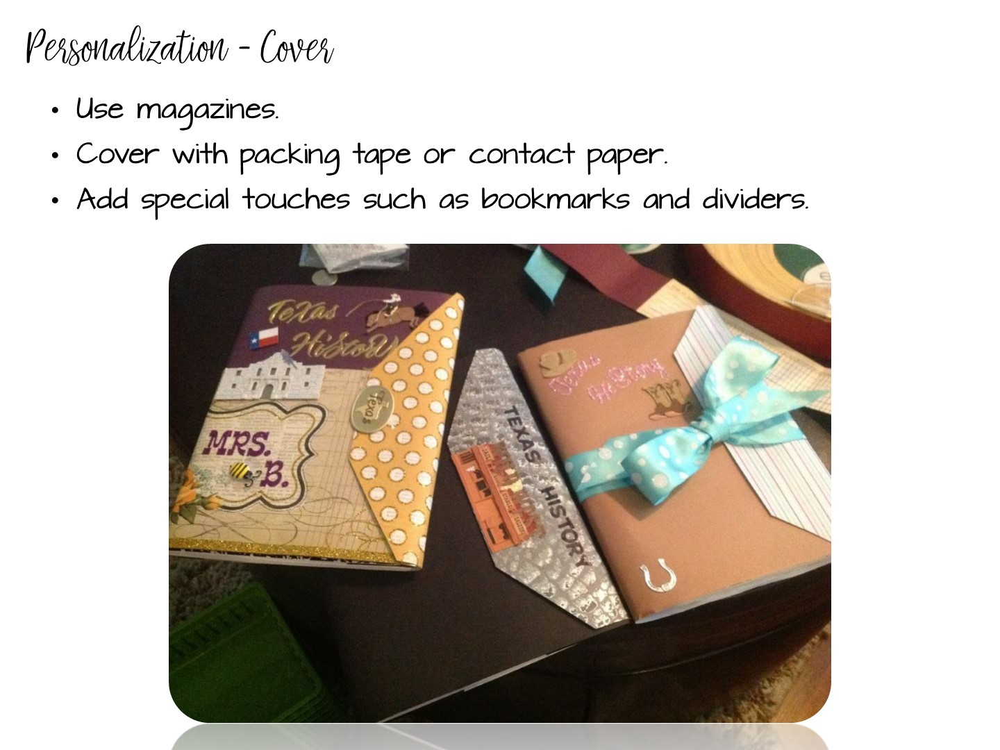 Personalization - Cover
• Use magazines.
• Cover with packing tape or contact paper.
• Add special touches such as bookmarks and dividers.
Texas
History
Texas
MRS.
B.
TEXAS HISTORY
Texas
History